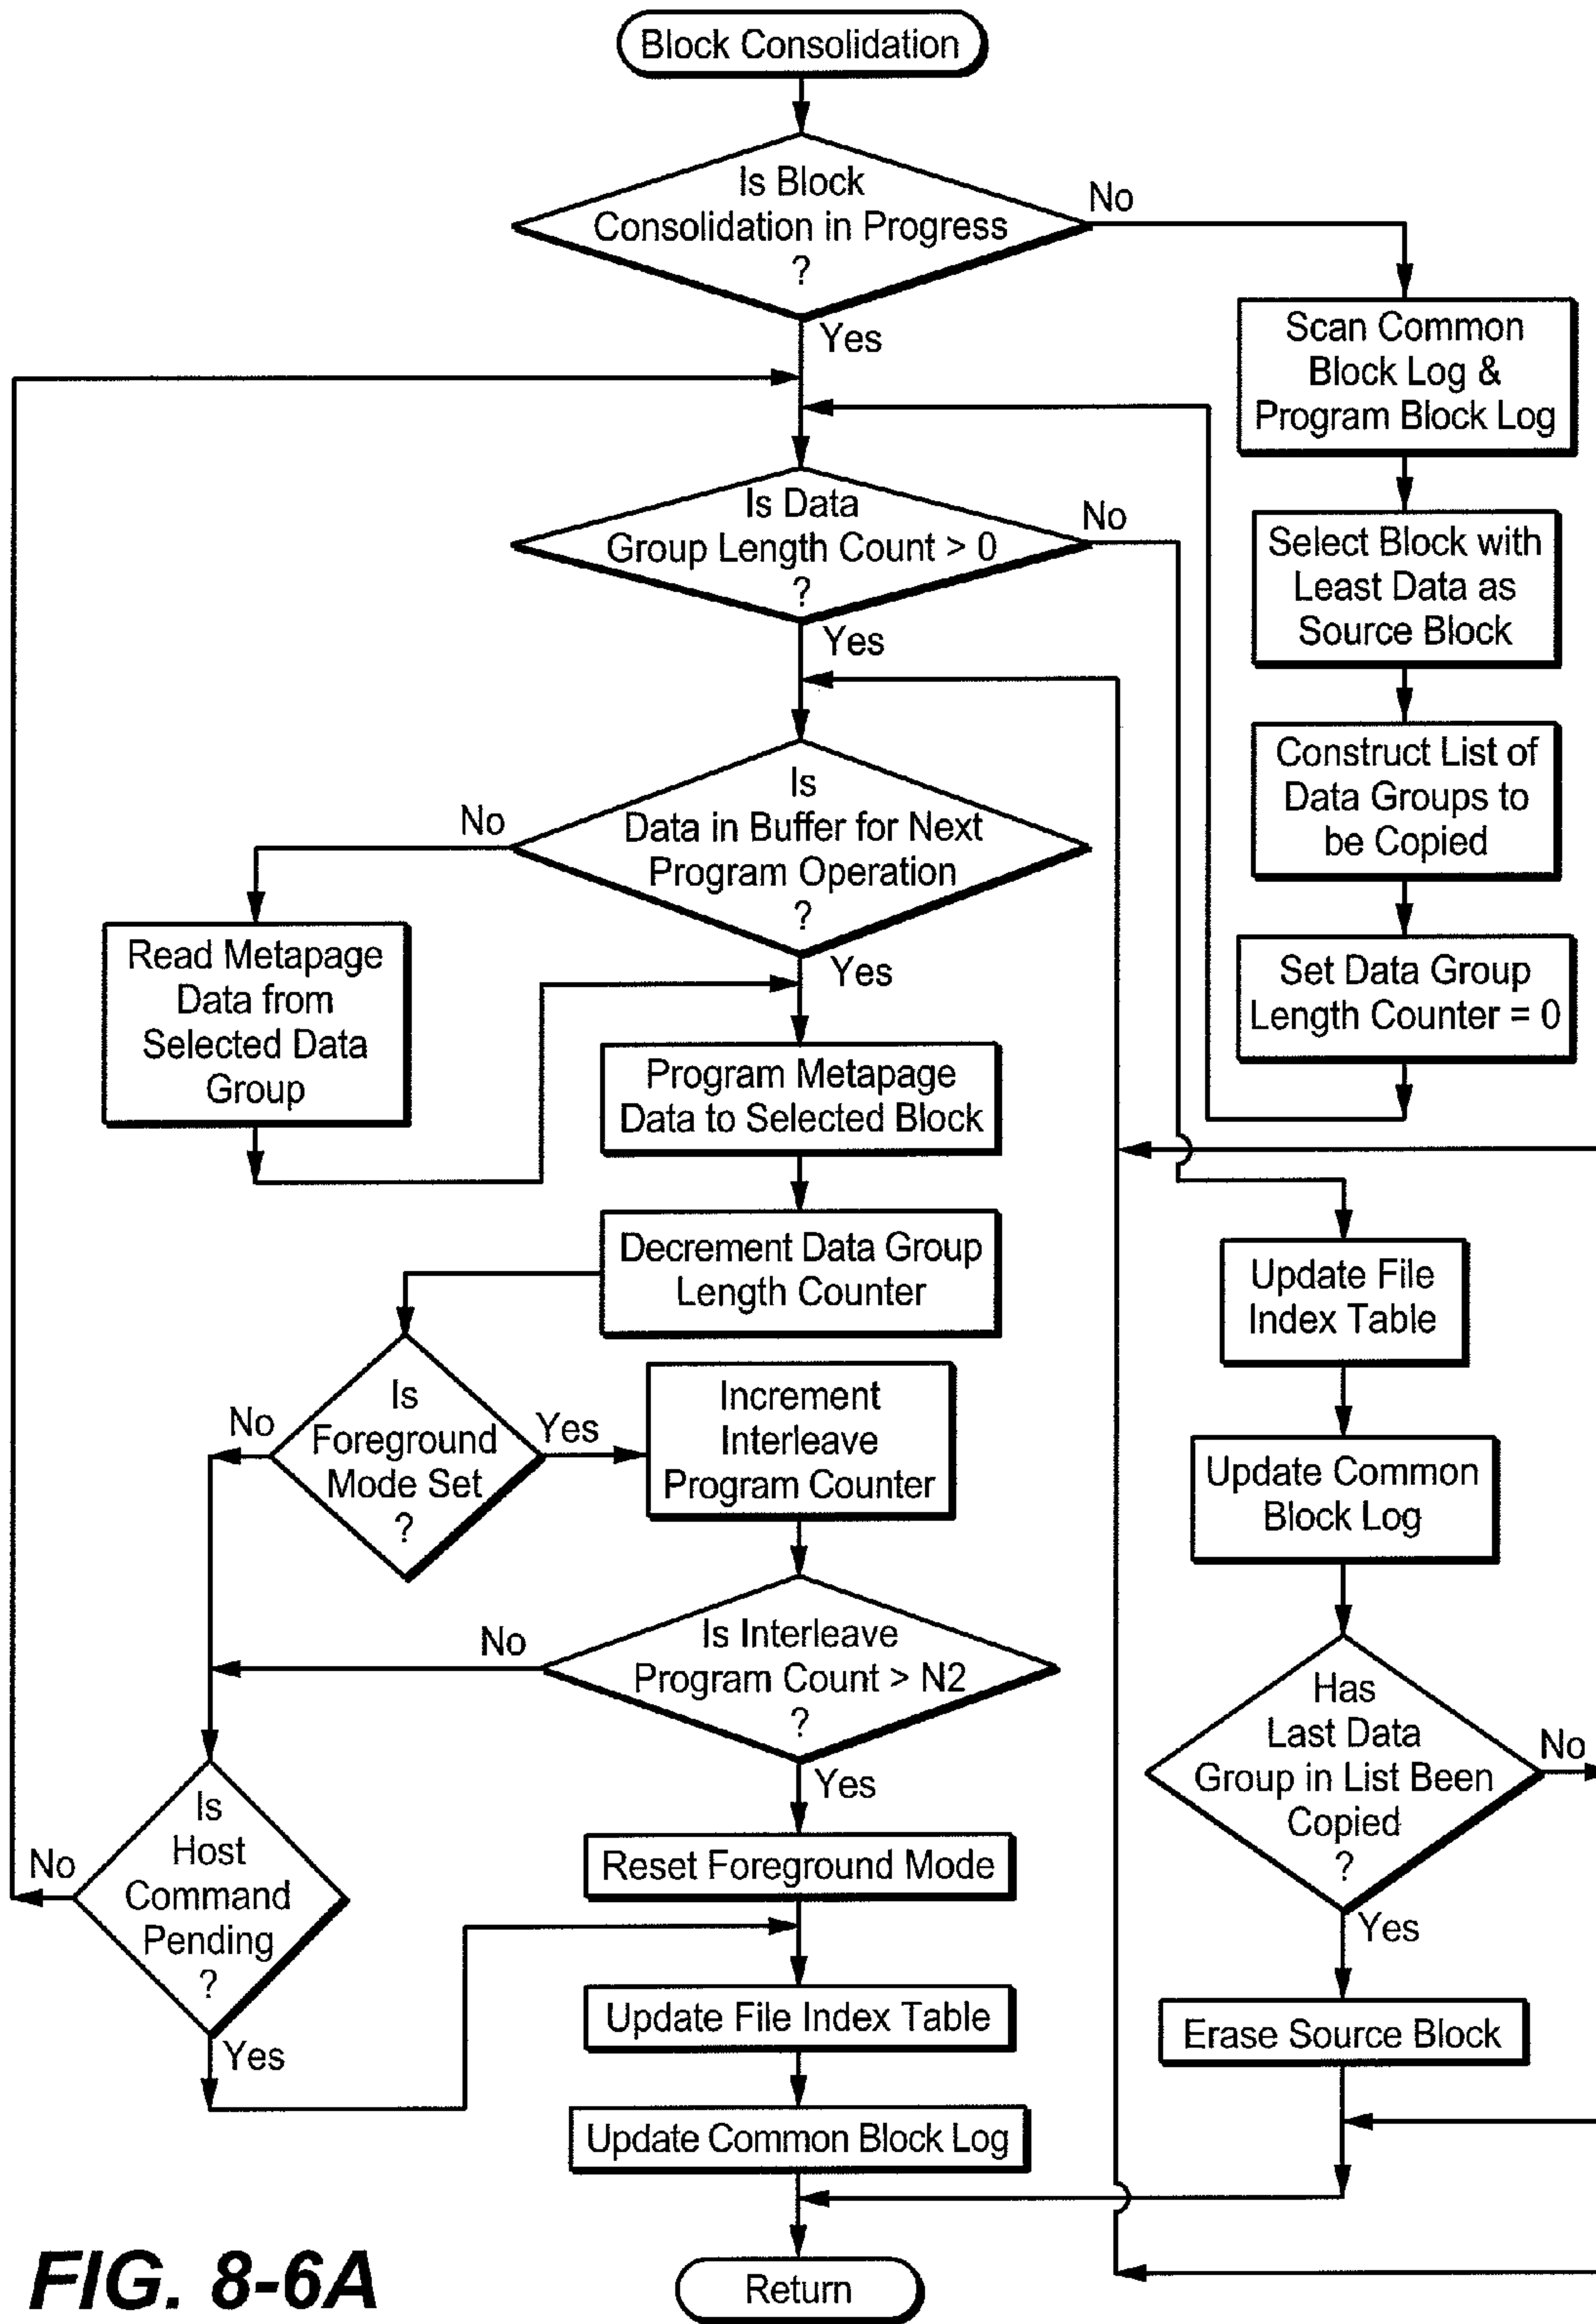 Block Consolidation
Is Block
Consolidation in Progress
?
No
Yes
Scan Common
Block Log &
Program Block Log
Is Data
Group Length Count > 0
?
No
Yes
Select Block with
Least Data as
Source Block
Is
Data in Buffer for Next
Program Operation
?
No
Yes
Construct List of
Data Groups to
be Copied
Read Metapage
Data from
Selected Data
Group
Set Data Group
Length Counter = 0
Program Metapage
Data to Selected Block
Decrement Data Group
Length Counter
Update File
Index Table
Is
Foreground
Mode Set
?
No
Yes
Increment
Interleave
Program Counter
Update Common
Block Log
Is Interleave
Program Count > N2
?
No
Yes
Has
Last Data
Group in List Been
Copied
?
No
Yes
Is
Host
Command
Pending
?
No
Yes
Reset Foreground Mode
Update File Index Table
Erase Source Block
Update Common Block Log
Return
FIG. 8-6A